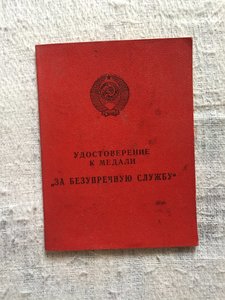 УДОСТОВЕРЕНИЕ
К МЕДАЛИ
„ЗА БЕЗУПРЕЧНУЮ СЛУЖБУ“